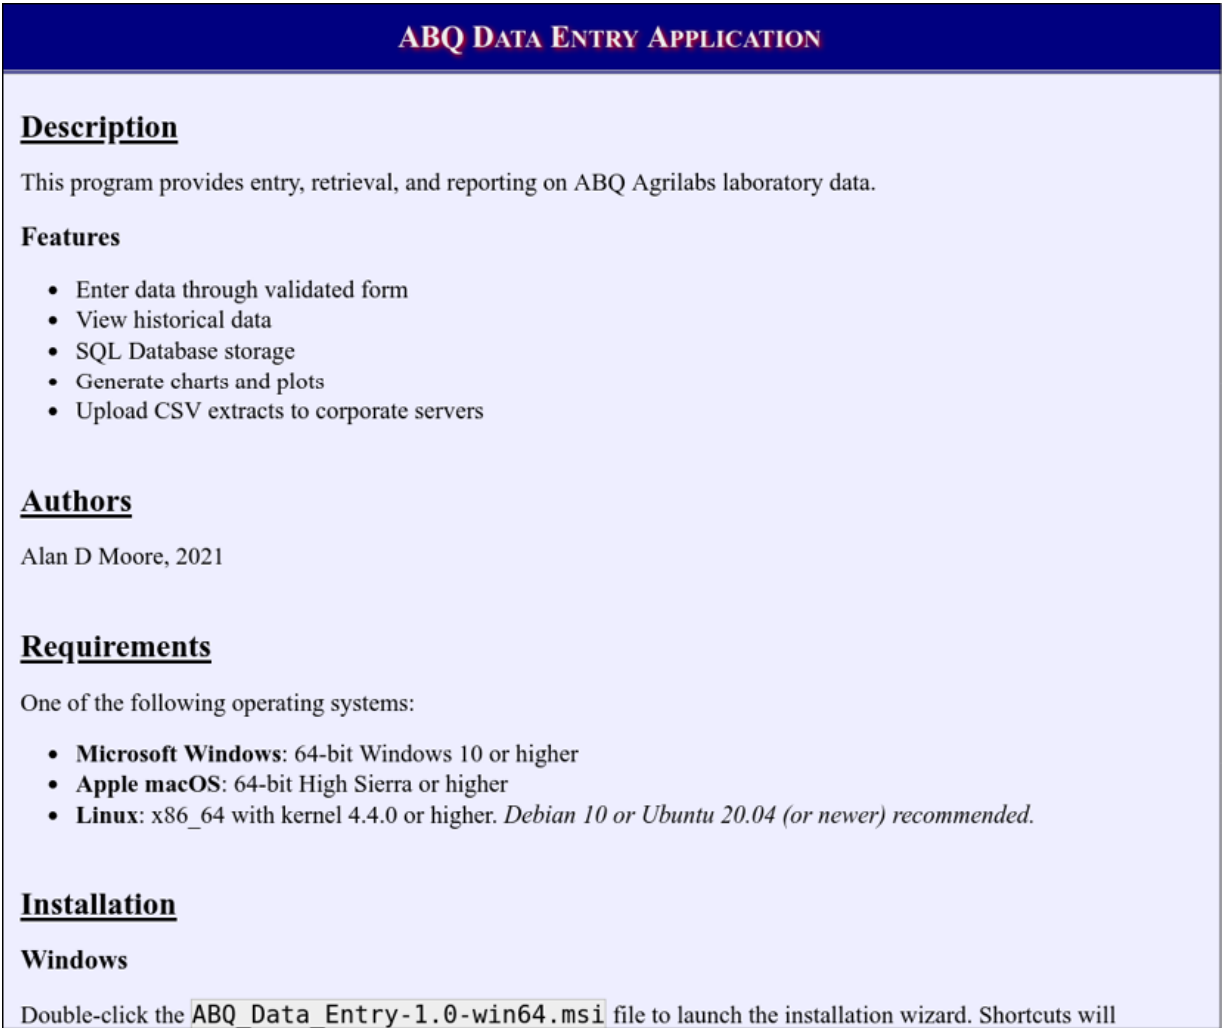 ABQ DATA ENTRY APPLICATION
Description
This program provides entry, retrieval, and reporting on ABQ Agrilabs laboratory data.
Features
• Enter data through validated form
• View historical data
• SQL Database storage
• Generate charts and plots
• Upload CSV extracts to corporate servers
Authors
Alan D Moore, 2021
Requirements
One of the following operating systems:
• Microsoft Windows: 64-bit Windows 10 or higher
• Apple macOS: 64-bit High Sierra or higher
• Linux: x86_64 with kernel 4.4.0 or higher. Debian 10 or Ubuntu 20.04 (or newer) recommended.
Installation
Windows
Double-click the ABQ_Data_Entry-1.0-win64.msi file to launch the installation wizard. Shortcuts will